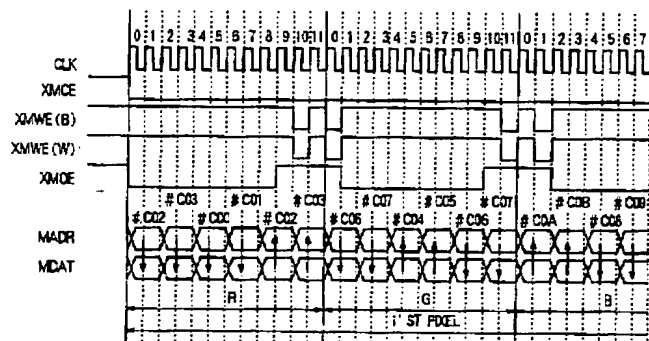 0 1 2 3 4 5 6 7 8 9 10 11 0 1 2 3 4 5 6 7 8 9 10 11 0 1 2 3 4 5 6 7
CLK
XMCE
XMWE (B)
XMWE (W)
XMOE
#C03 #C01 #C03 #C07 #C05 #C07 #C0B #C09
#C02 #C00 #C02 #C06 #C04 #C06 #C0A #C08
MADR
MDAT
R G B
ST PIXEL